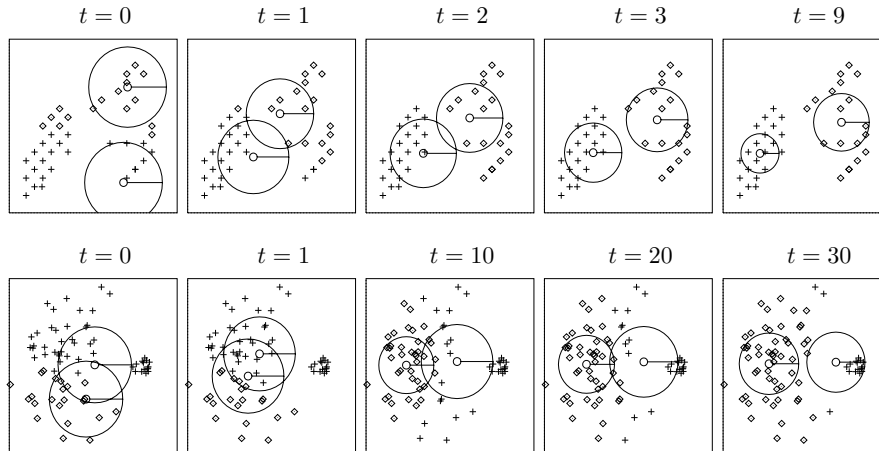 t = 0
t = 1
t = 2
t = 3
t = 9
t = 0
t = 1
t = 10
t = 20
t = 30